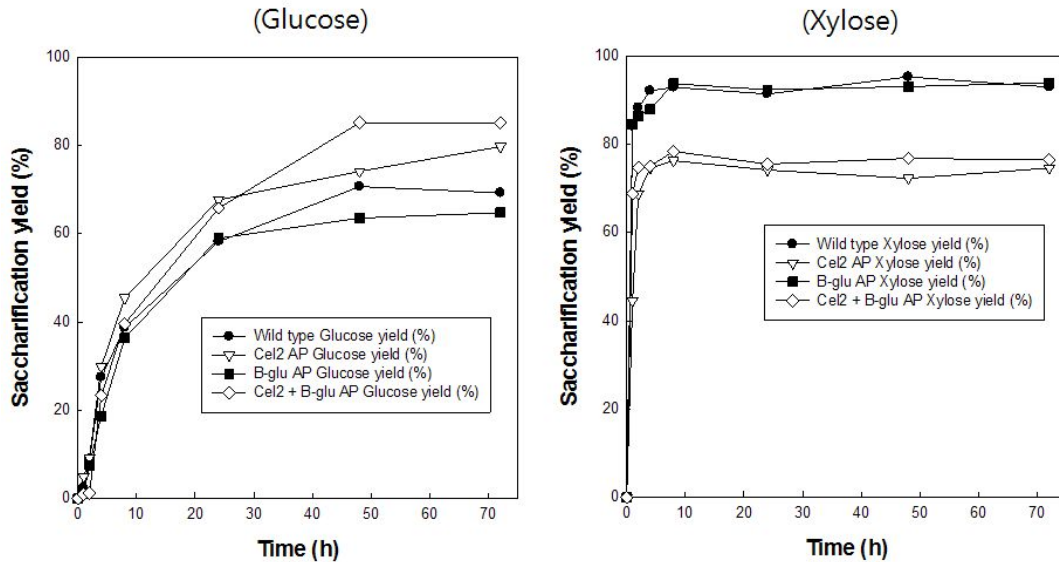 (Glucose)
100
80
60
40
20
0
Saccharification yield (%)
Wild type Glucose yield (%)
Cel2 AP Glucose yield (%)
B-glu AP Glucose yield (%)
Cel2 + B-glu AP Glucose yield (%)
0 10 20 30 40 50 60 70
Time (h)
(Xylose)
100
80
60
40
20
0
Saccharification yield (%)
Wild type Xylose yield (%)
Cel2 AP Xylose yield (%)
B-glu AP Xylose yield (%)
Cel2 + B-glu AP Xylose yield (%)
0 10 20 30 40 50 60 70
Time (h)